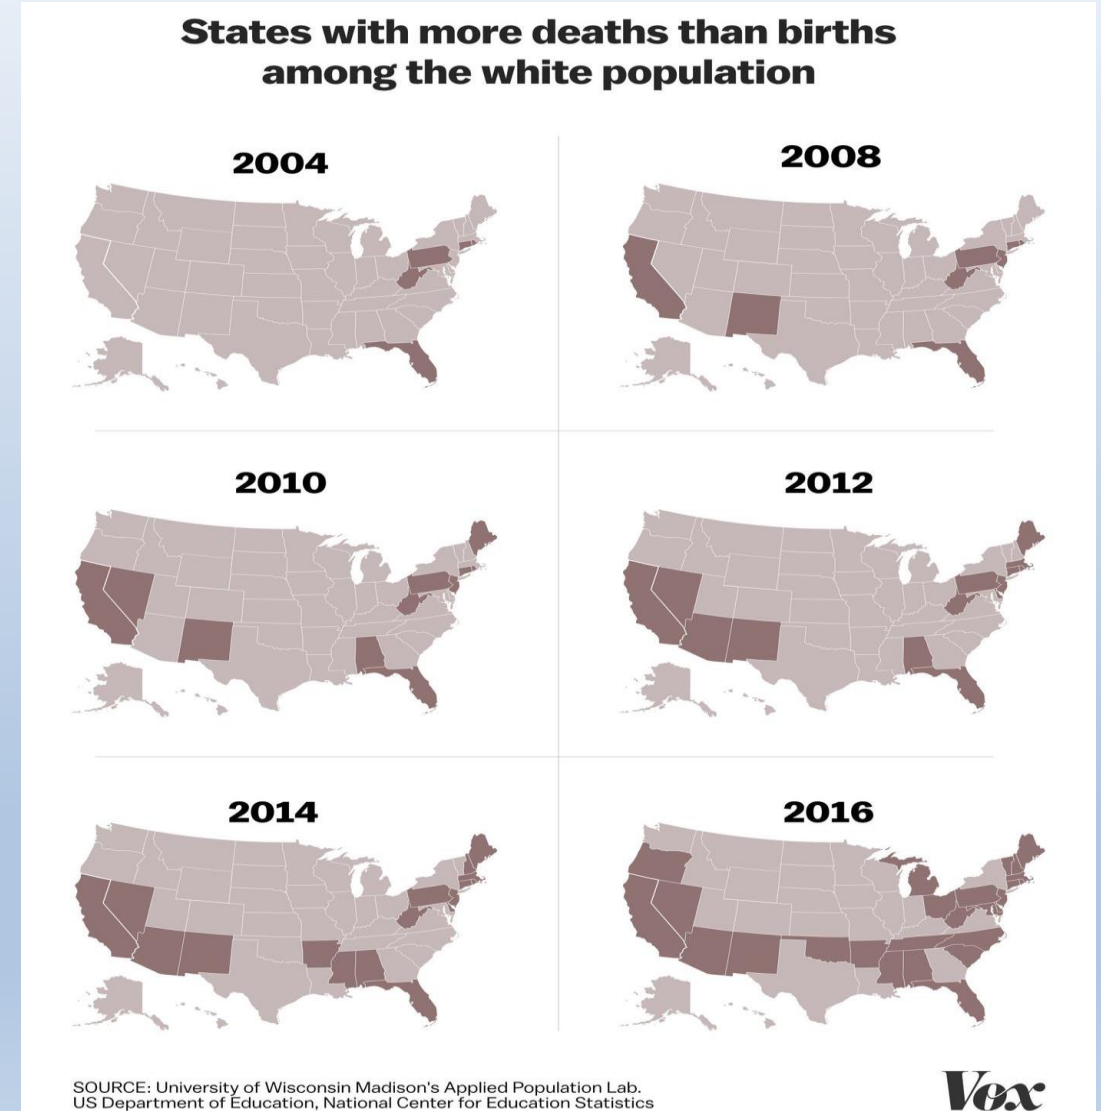 States with more deaths than births
among the white population
2004
2008
2010
2012
2014
2016
SOURCE: University of Wisconsin Madison's Applied Population Lab.
US Department of Education, National Center for Education Statistics
Vox